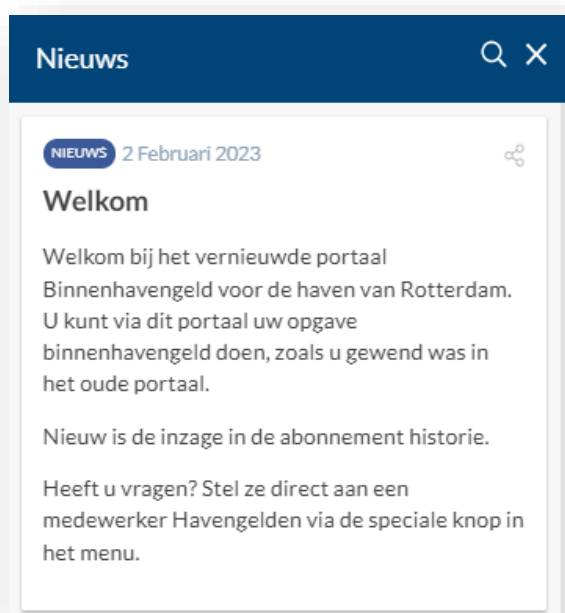 Nieuws
NIEUWS 2 Februari 2023
Welkom
Welkom bij het vernieuwde portaal
Binnenhavengeld voor de haven van Rotterdam.
U kunt via dit portaal uw opgave
binnenhavengeld doen, zoals u gewend was in
het oude portaal.
Nieuw is de inzage in de abonnement historie.
Heeft u vragen? Stel ze direct aan een
medewerker Havengelden via de speciale knop in
het menu.